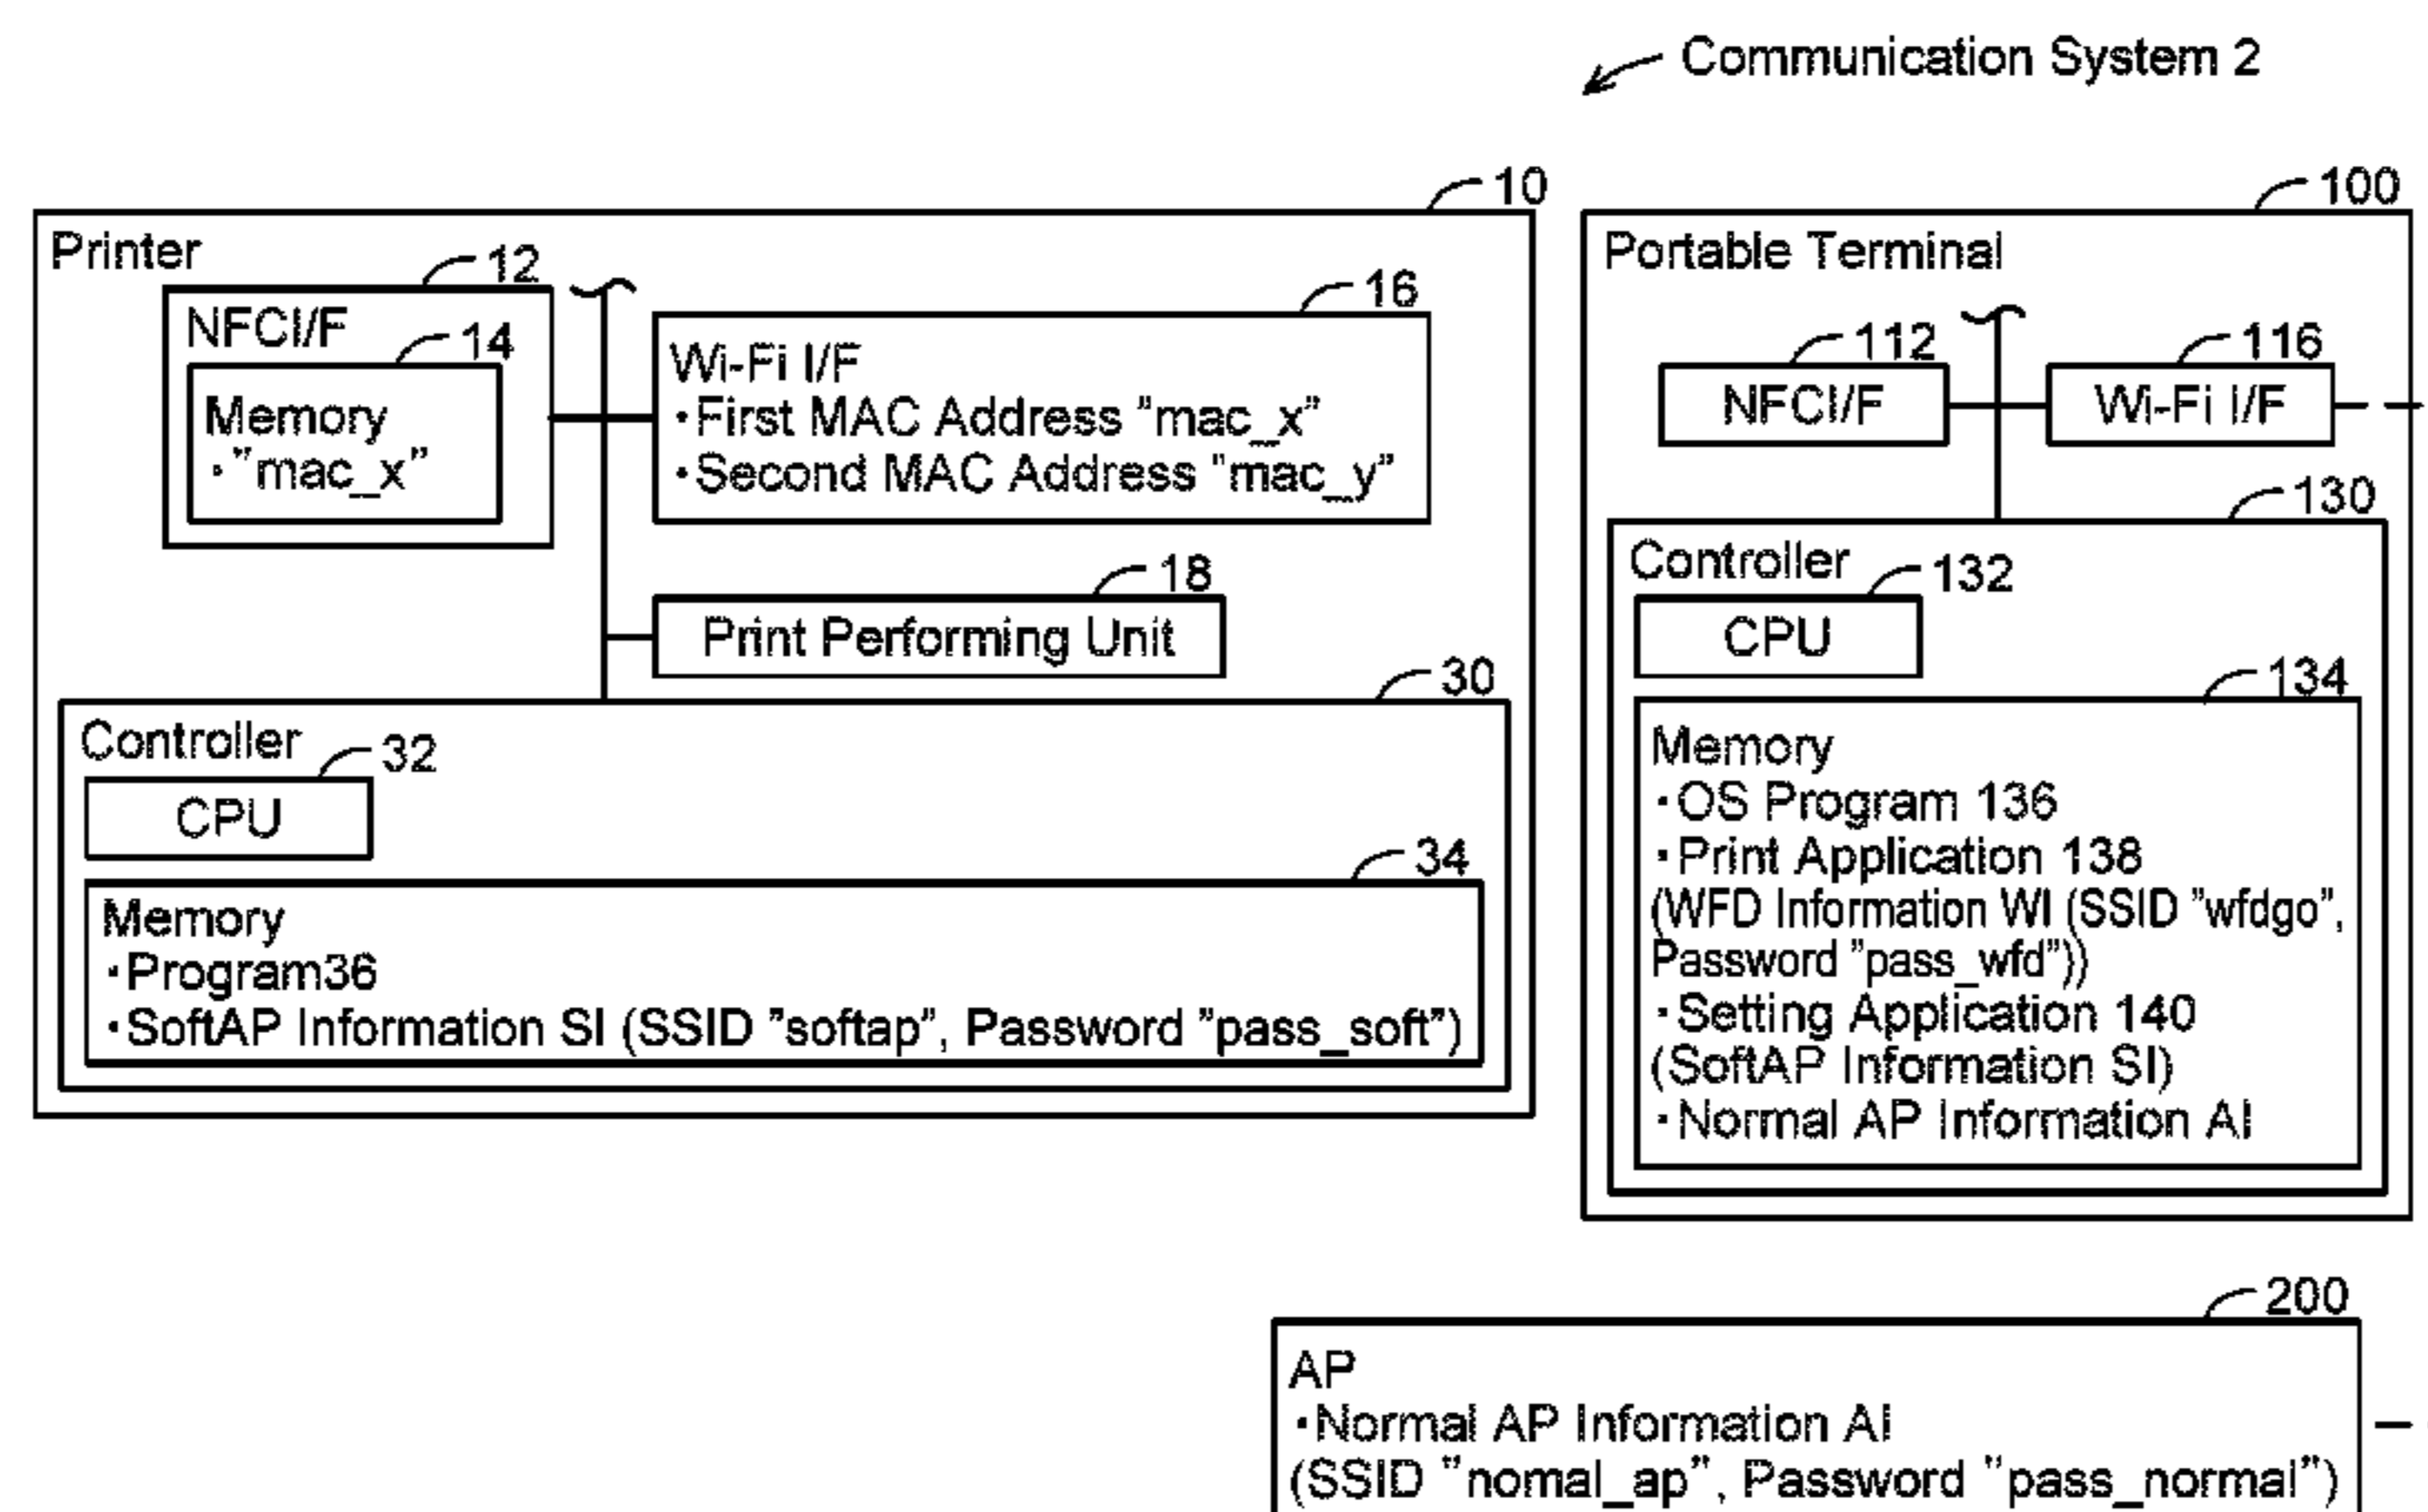 Communication System 2
10
Printer
12
NFCI/F
14
Memory
・"mac_x"
16
Wi-Fi I/F
・First MAC Address "mac_x"
・Second MAC Address "mac_y"
18
Print Performing Unit
30
Controller
32
CPU
34
Memory
・Program36
・SoftAP Information SI (SSID "softap", Password "pass_soft")
100
Portable Terminal
112
NFCI/F
116
Wi-Fi I/F
130
Controller
132
CPU
134
Memory
・OS Program 136
・Print Application 138
(WFD Information WI (SSID "wfdgo",
Password "pass_wfd"))
・Setting Application 140
(SoftAP Information SI)
・Normal AP Information AI
200
AP
・Normal AP Information AI
(SSID "nomal_ap", Password "pass_normal")